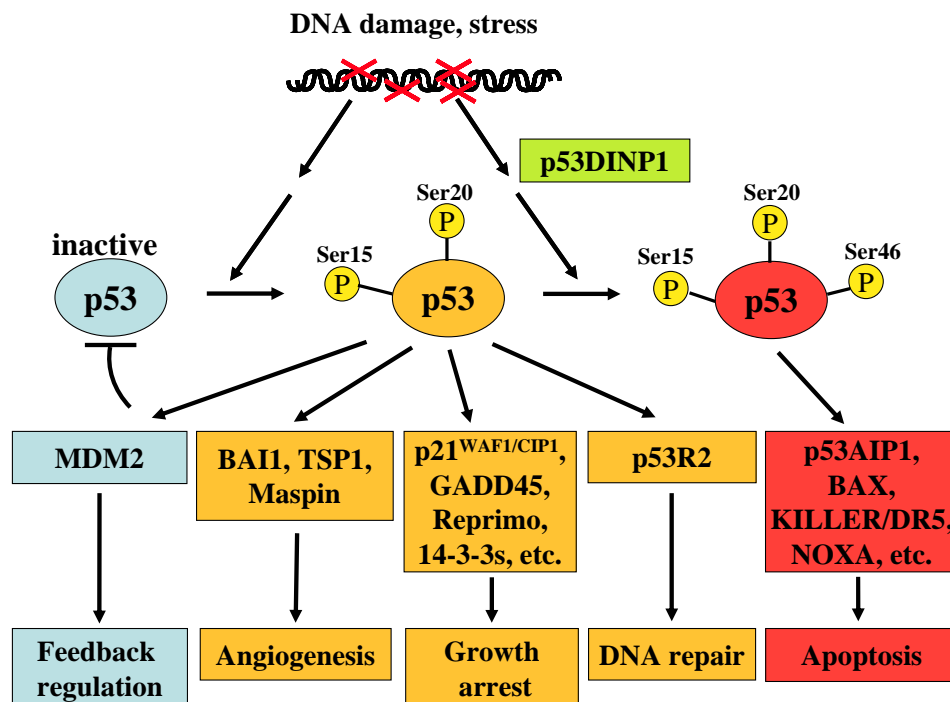 DNA damage, stress
p53DINP1
Ser20
Ser20
inactive
Ser15
Ser15
Ser46
P
P
P
P
P
p53
p53
p53
MDM2
BAI1, TSP1,
Maspin
p21WAF1/CIP1,
GADD45,
Reprimo,
14-3-3s, etc.
p53R2
p53AIP1,
BAX,
KILLER/DR5,
NOXA, etc.
Feedback
regulation
Angiogenesis
Growth
arrest
DNA repair
Apoptosis